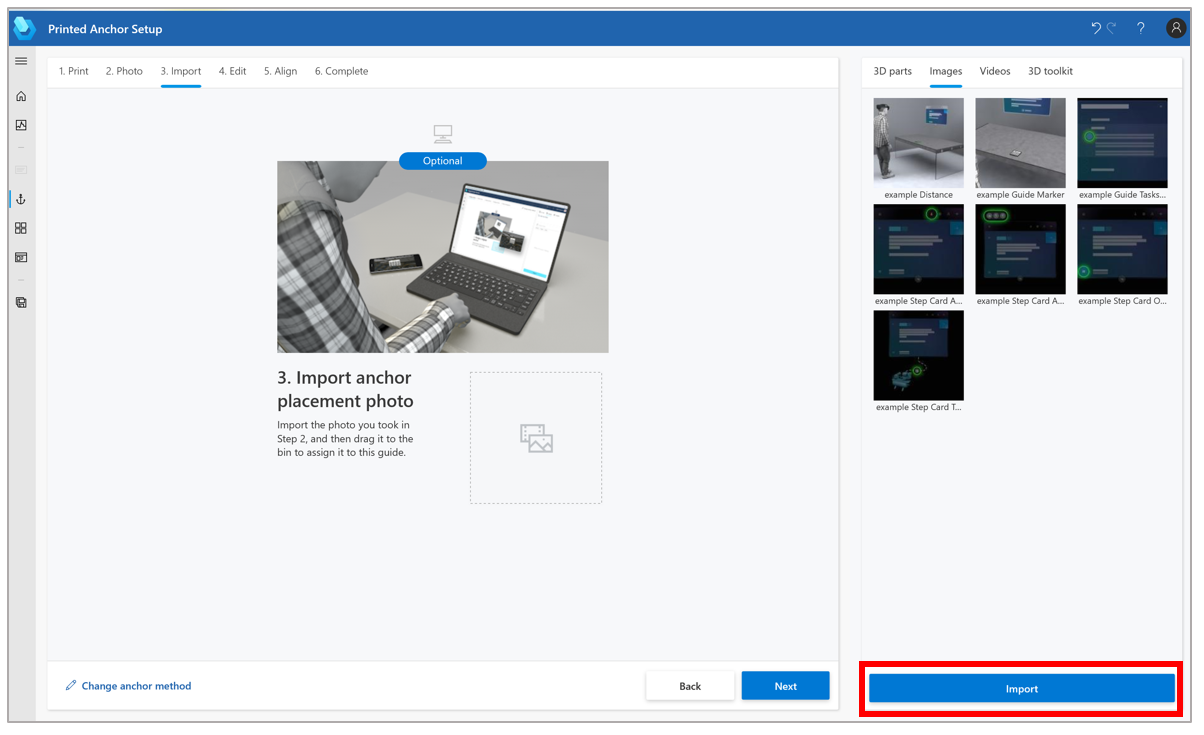 Printed Anchor Setup
?
1. Print
2. Photo
3. Import
4. Edit
5. Align
6. Complete
3D parts
Images
Videos
3D toolkit
Optional
3. Import anchor
placement photo
Import the photo you took in
Step 2, and then drag it to the
bin to assign it to this guide.
example Distance
example Guide Marker
example Guide Tasks...
example Step Card A...
example Step Card A...
example Step Card O...
example Step Card T...
Change anchor method
Back
Next
Import